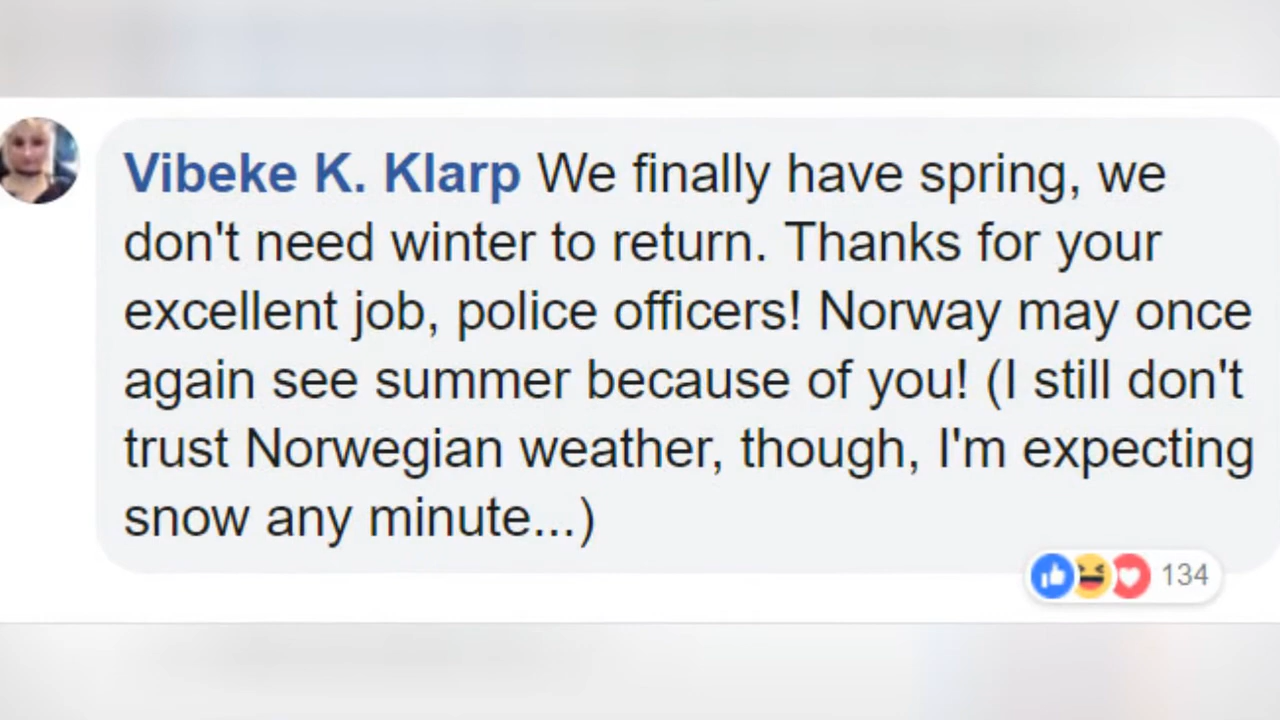 Vibeke K. Klarp We finally have spring, we
don't need winter to return. Thanks for your
excellent job, police officers! Norway may once
again see summer because of you! (I still don't
trust Norwegian weather, though, I'm expecting
snow any minute...)
134